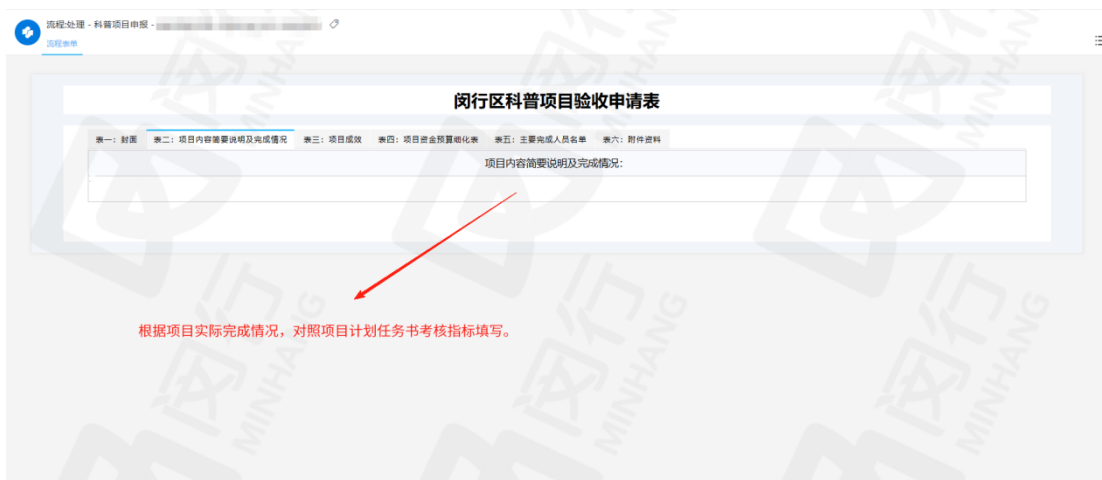 流程:处理 - 科普项目申报 -
流程表单
闵行区科普项目验收申请表
表一：封面 表二：项目内容简要说明及完成情况 表三：项目成效 表四：项目资金预算细化表 表五：主要完成人员名单 表六：附件资料
项目内容简要说明及完成情况：
根据项目实际完成情况，对照项目计划任务书考核指标填写。
闵行
MINHANG